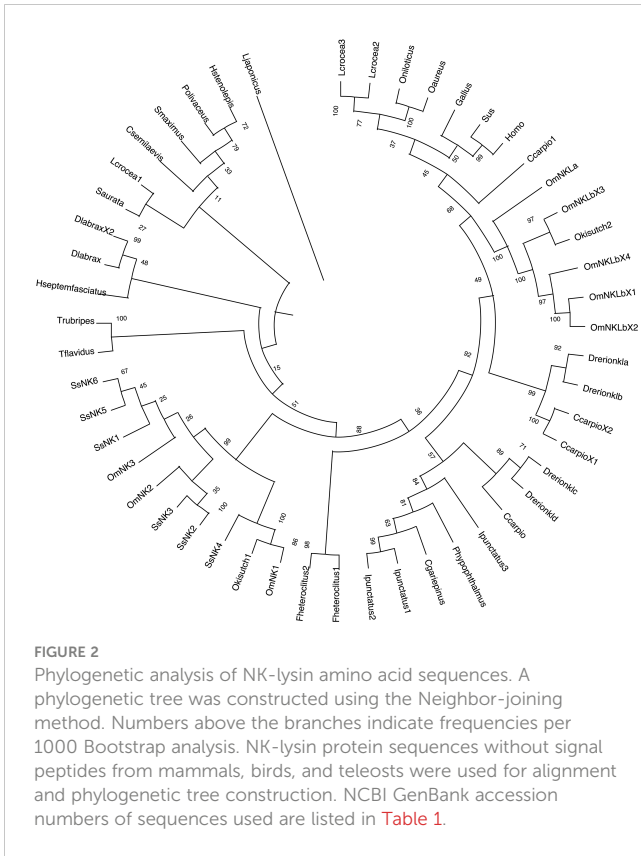 Lcrocea3
Lcrocea2
Oniloticus
Oaureus
Gallus
Sus
Homo
Ccarpio1
OmNKLa
OmNKLbX3
Okisutch2
OmNKLbX4
OmNKLbX1
OmNKLbX2
Drerionkla
Drerionklb
CcarpioX2
CcarpioX1
Drerionklc
Drerionkld
Ccarpio
Ipunctatus3
Phypophthalmus
Cgariepinus
Ipunctatus1
Ipunctatus2
Fheteroclitus1
Fheteroclitus2
OmNK1
Okisutch1
SsNK4
SsNK2
SsNK3
OmNK2
OmNK3
SsNK1
SsNK5
SsNK6
Tflavidus
Trubripes
Hseptemfasciatus
Dlabrax
DlabraxX2
Saurata
Lcrocea1
Csemilaevis
Smaximus
Polivaceus
Hstenolepis
Ljaponicus
100
77
100
37
50
99
45
68
100
97
100
97
100
49
92
99
100
92
71
89
57
84
81
63
99
36
88
98
86
100
100
99
35
26
25
45
67
51
15
100
48
99
27
11
33
79
72
FIGURE 2
Phylogenetic analysis of NK-lysin amino acid sequences. A
phylogenetic tree was constructed using the Neighbor-joining
method. Numbers above the branches indicate frequencies per
1000 Bootstrap analysis. NK-lysin protein sequences without signal
peptides from mammals, birds, and teleosts were used for alignment
and phylogenetic tree construction. NCBI GenBank accession
numbers of sequences used are listed in Table 1.